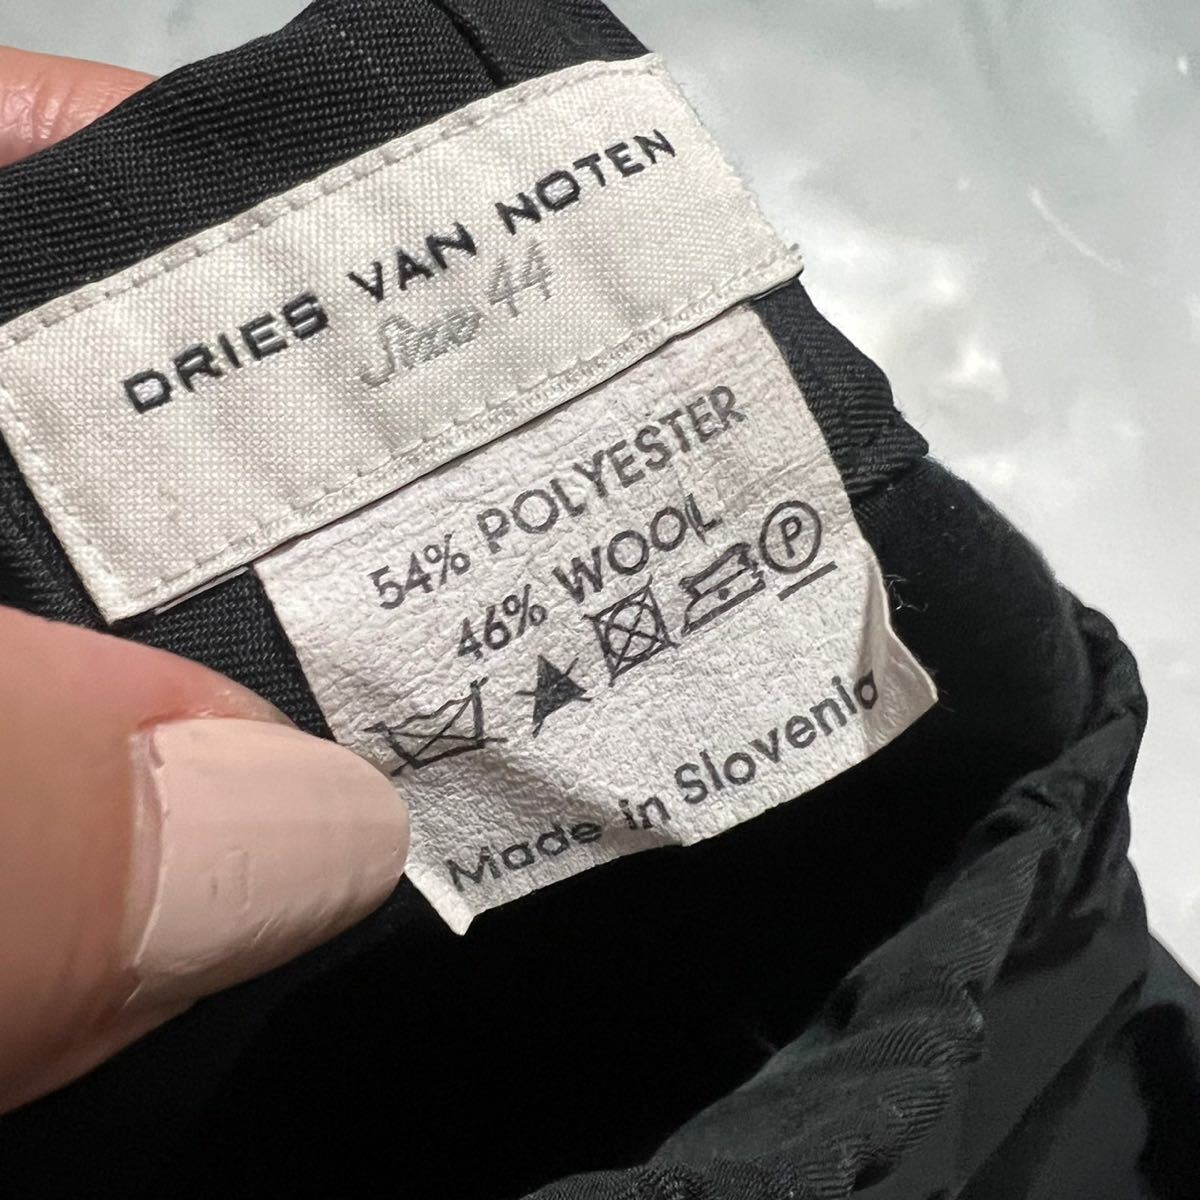 DRIES VAN NOTEN
Size 44
54% POLYESTER
46% WOOL
P
Made in Slovenia